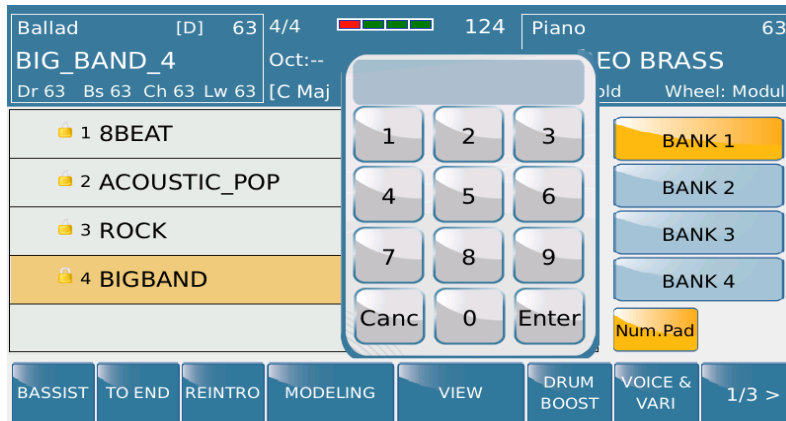 Ballad [D] 63 4/4 124 Piano 63
BIG_BAND_4 Oct:-- EO BRASS
Dr 63 Bs 63 Ch 63 Lw 63 [C Maj old Wheel: Modul
1 8BEAT
2 ACOUSTIC_POP
3 ROCK
4 BIGBAND
1 2 3
4 5 6
7 8 9
Canc 0 Enter
BANK 1
BANK 2
BANK 3
BANK 4
Num.Pad
BASSIST TO END REINTRO MODELING VIEW DRUM BOOST VOICE & VARI 1/3 >